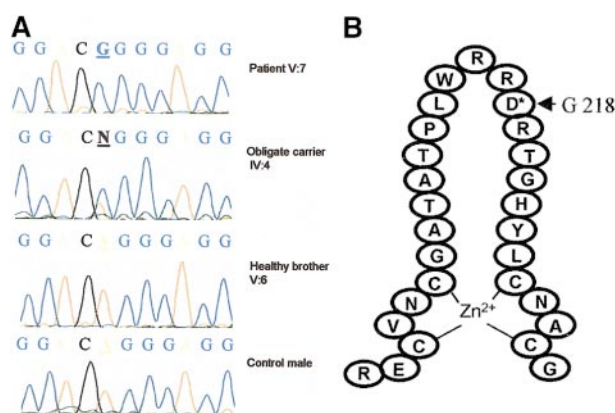 A
G G A C G G G G A G G
Patient V:7
G G A C N G G G A G G
Obligate carrier
IV:4
G G A C A G G G A G G
Healthy brother
V:6
G G A C A G G G A G G
Control male
B
R E C V N C G A T A T P L W R R D* R T G H Y L C N A C G
G 218
Zn2+